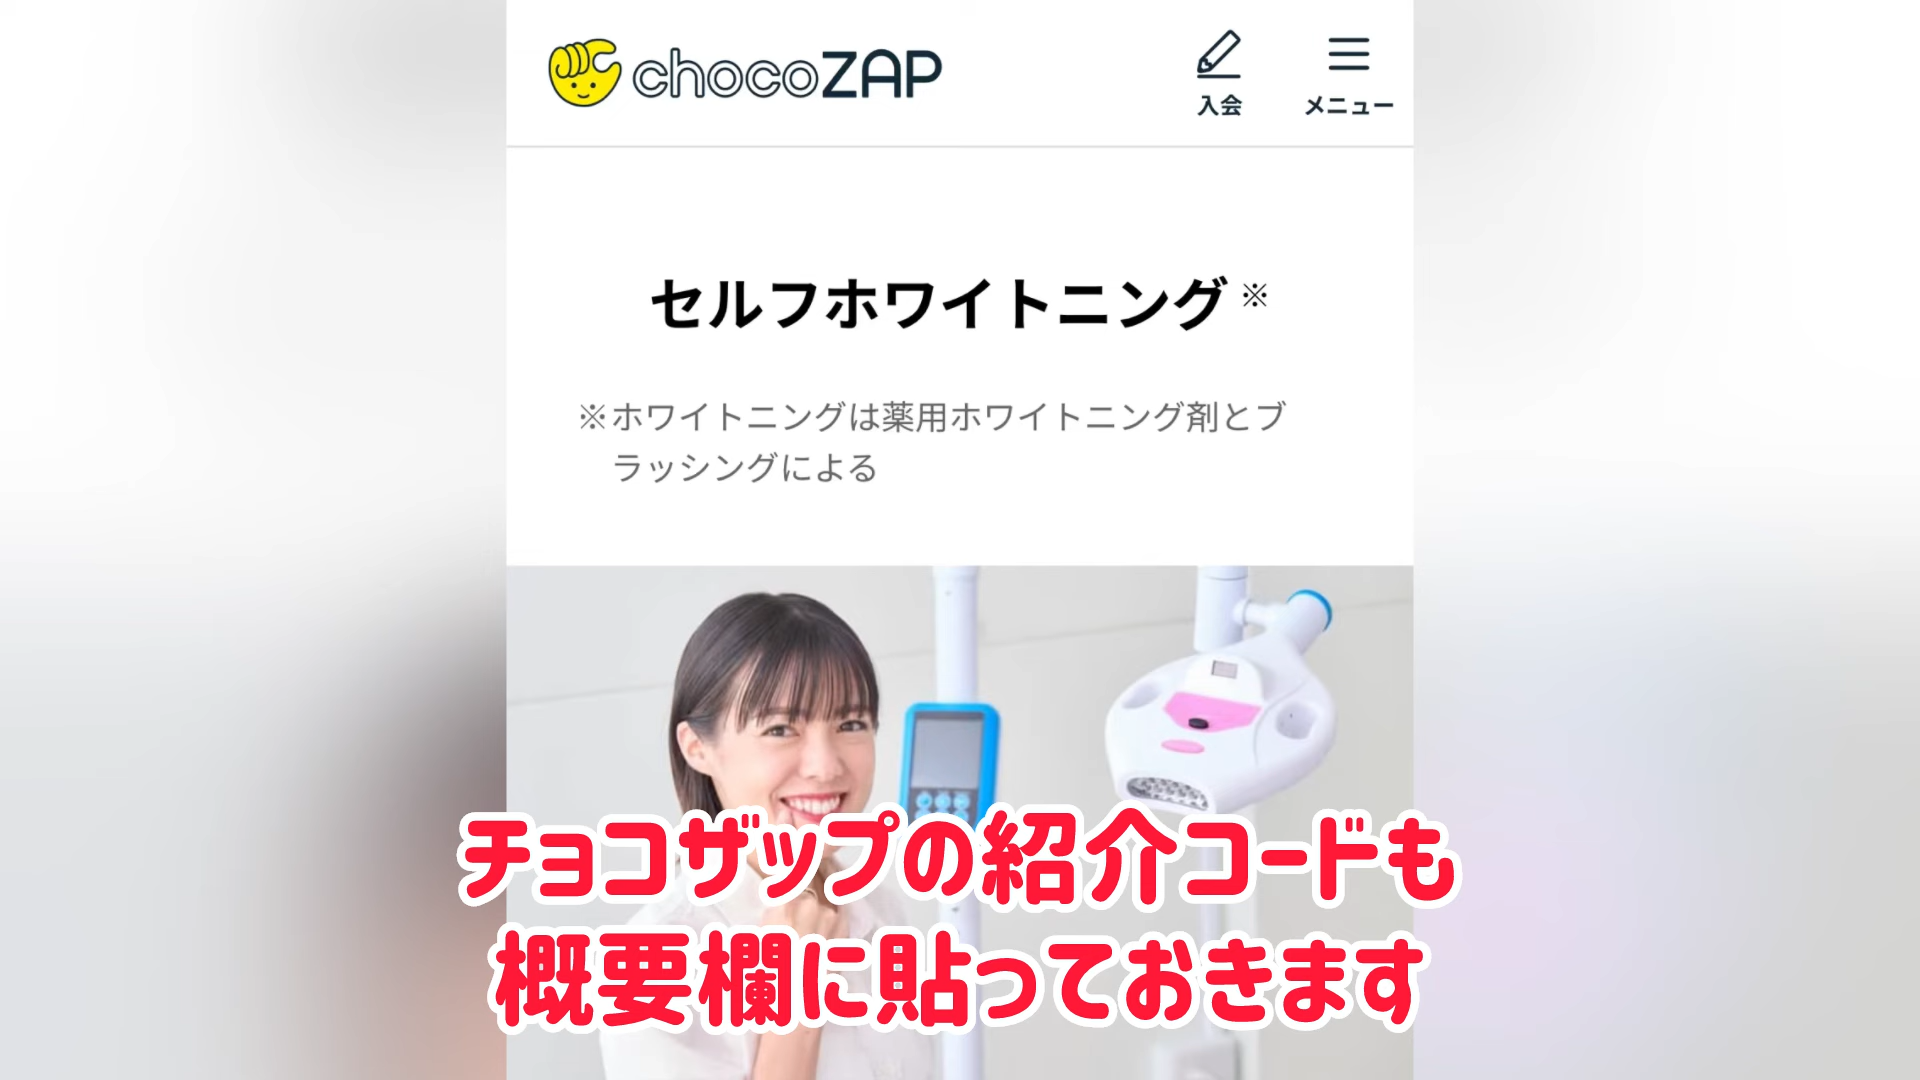 chocoZAP
入会
メニュー
セルフホワイトニング※
※ホワイトニングは薬用ホワイトニング剤とブ
ラッシングによる
チョコザップの紹介コードも
概要欄に貼っておきます